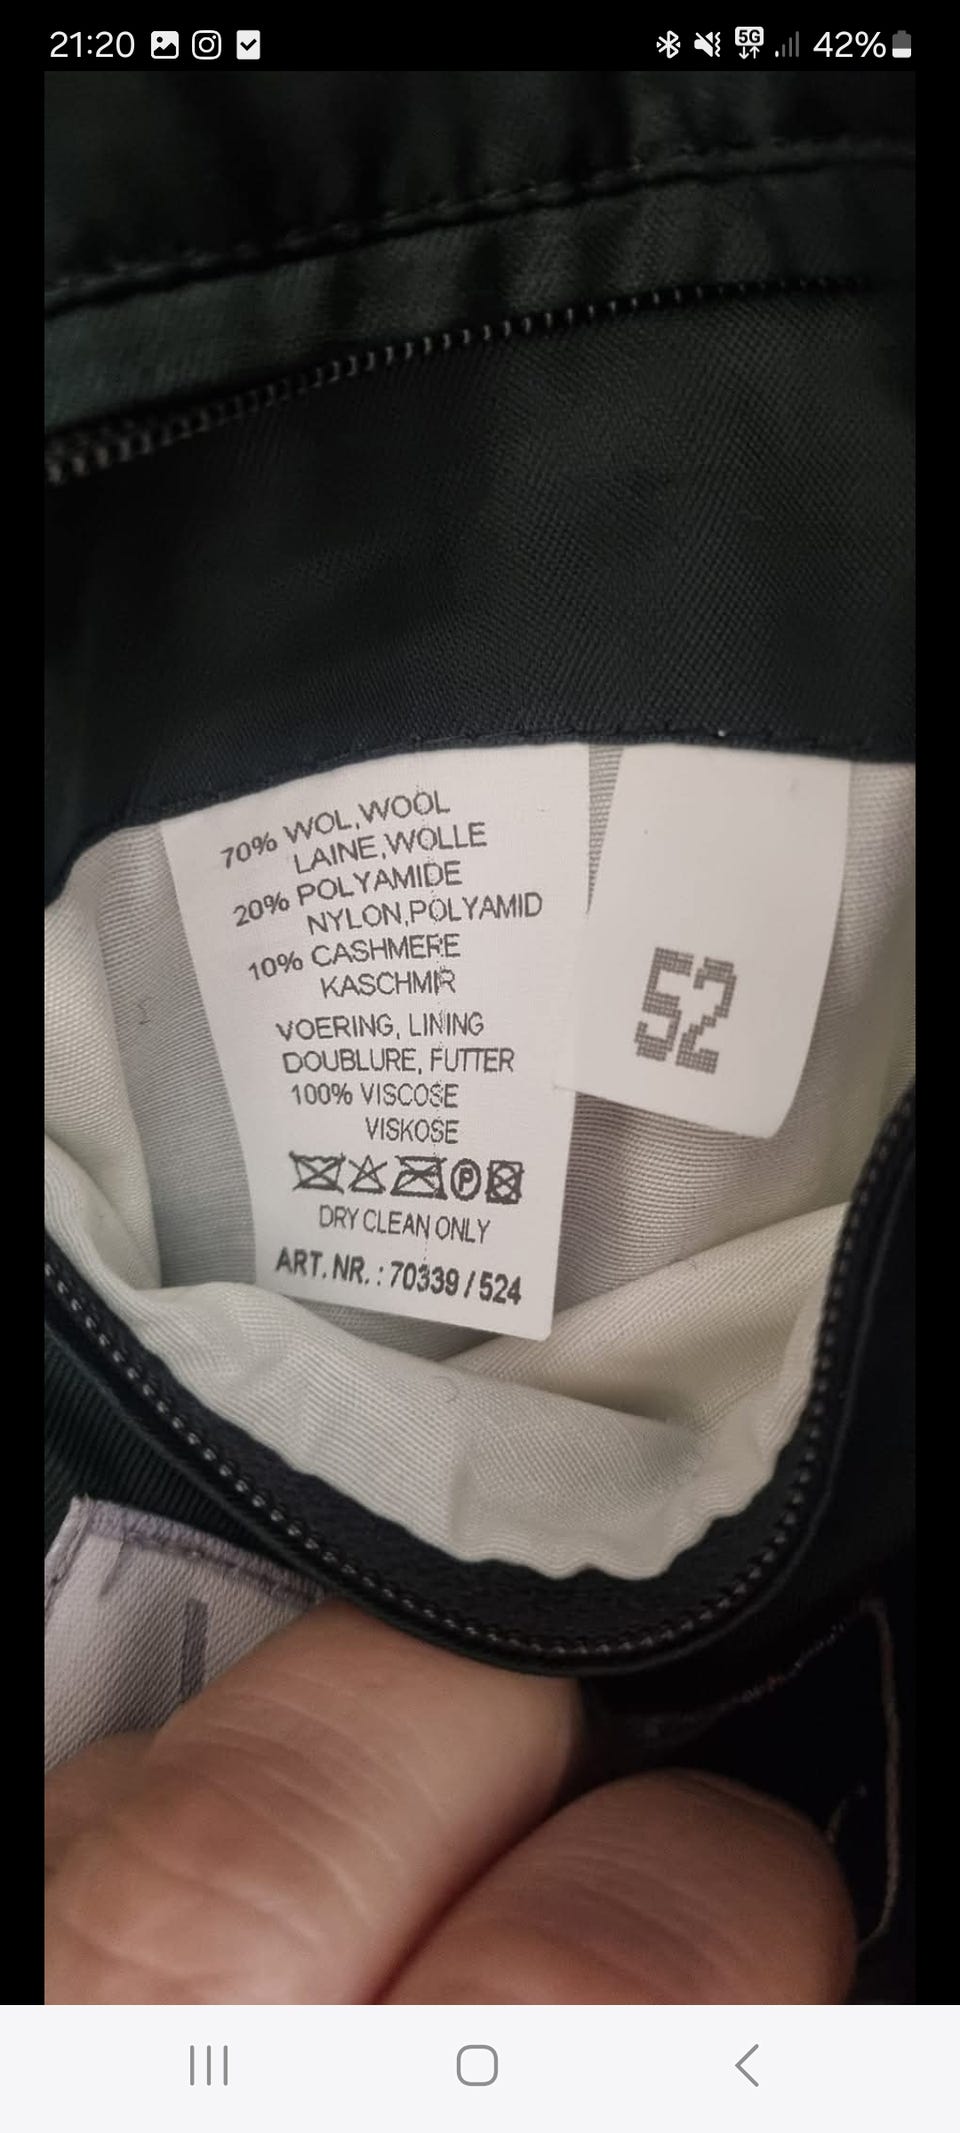 21:20
5G
42%
70% WOL,WOOL
LAINE,WOLLE
20% POLYAMIDE
NYLON,POLYAMID
10% CASHMERE
KASCHMIR
VOERING, LINING
DOUBLURE, FUTTER
100% VISCOSE
VISKOSE
P
DRY CLEAN ONLY
ART. NR. : 70339 / 524
52